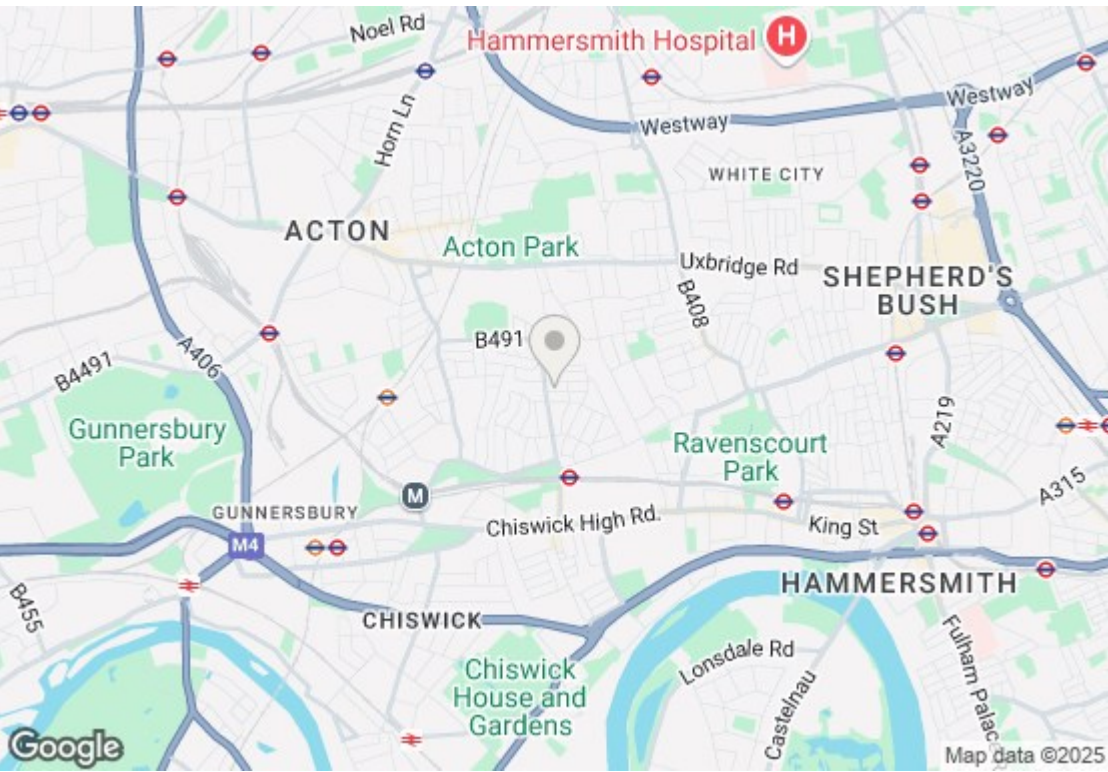 Noel Rd
Hammersmith Hospital
H
Westway
Westway
Horn Ln
A3220
WHITE CITY
ACTON
Acton Park
Uxbridge Rd
SHEPHERD'S
BUSH
B408
B491
A406
B4491
A219
Gunnersbury
Park
Ravenscourt
Park
A315
M
GUNNERSBURY
Chiswick High Rd.
King St
M4
HAMMERSMITH
B455
CHISWICK
Lonsdale Rd
Fulham Palace
Chiswick
House and
Gardens
Castelnau
Google
Map data ©2025